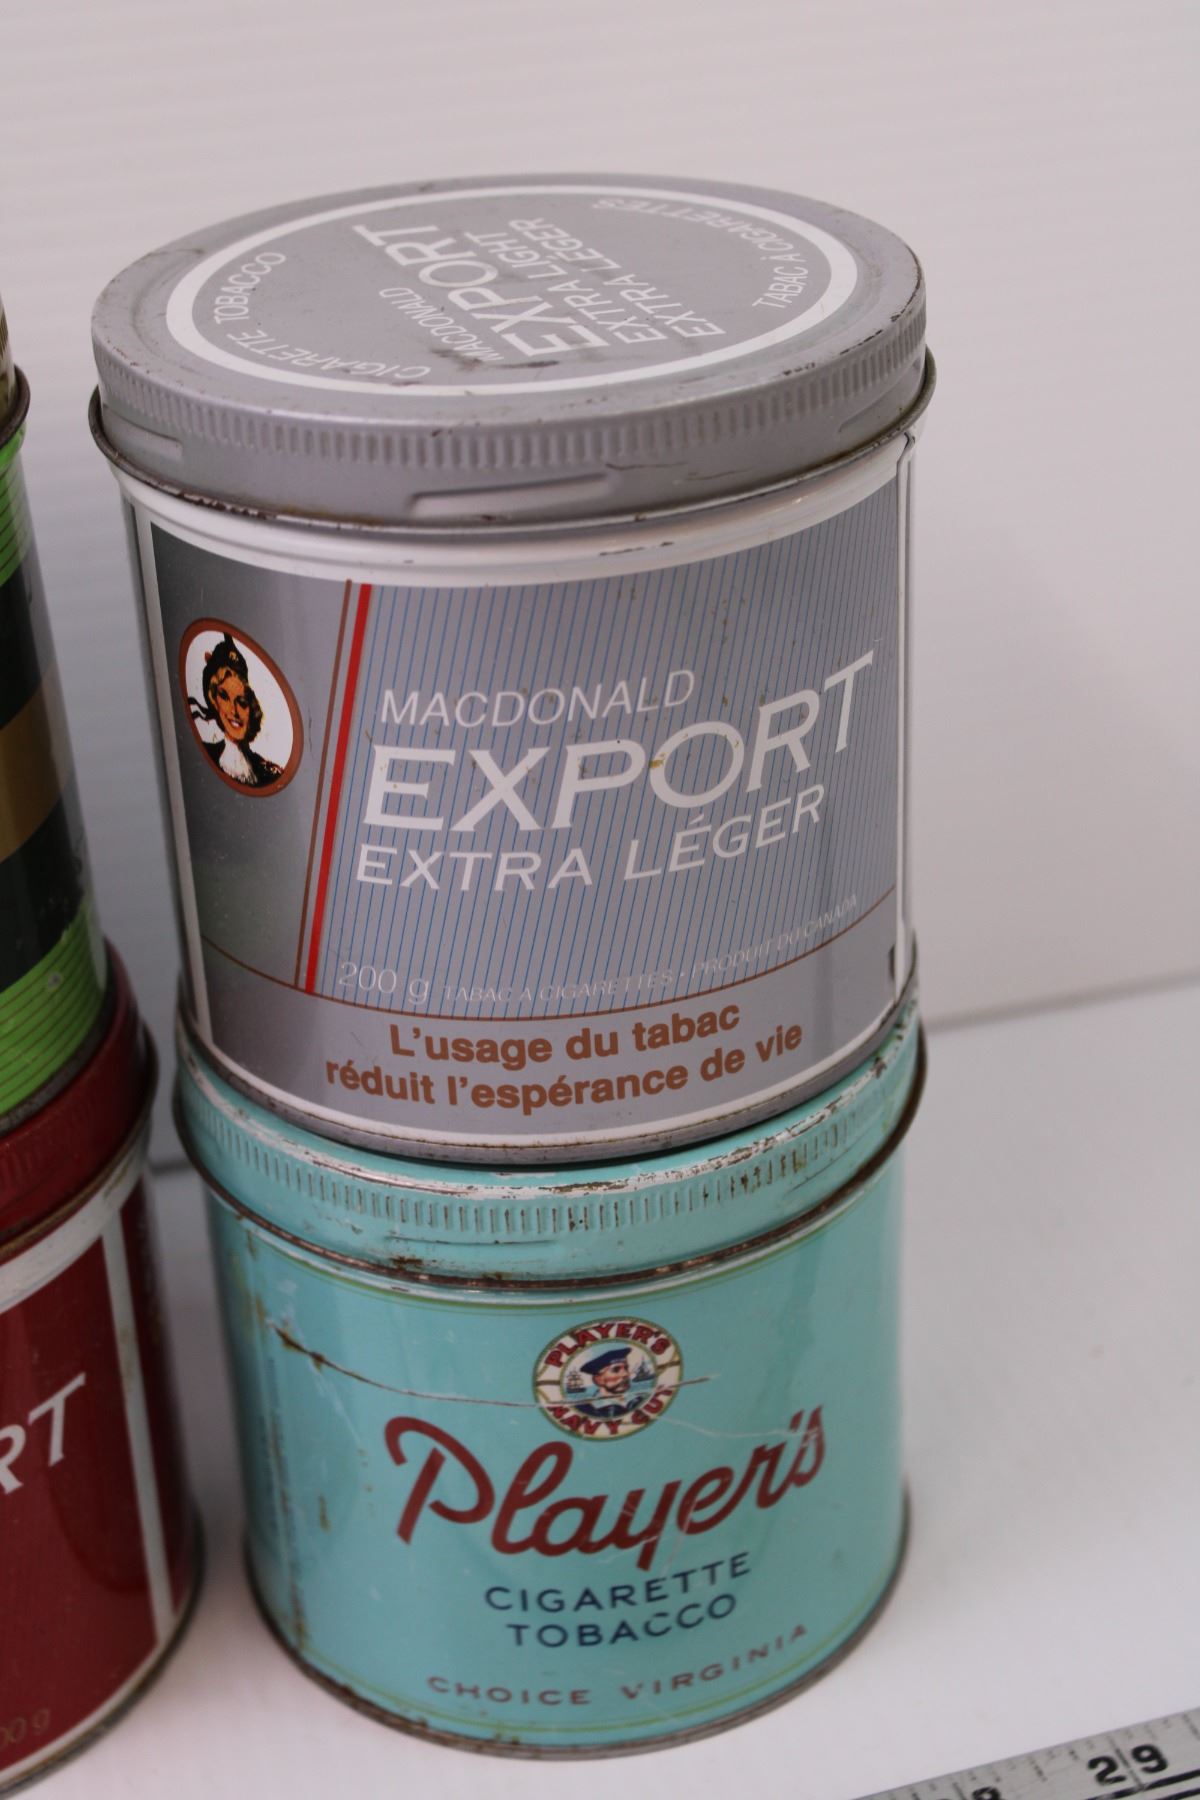 CIGARETTE TOBACCO
MACDONALD
EXPORT
EXTRA LIGHT
EXTRA LÉGER
TABAC À CIGARETTES
MACDONALD
EXPORT
EXTRA LÉGER
200 g TABAC À CIGARETTES • PRODUIT DU CANADA
L'usage du tabac
réduit l'espérance de vie
PLAYER'S
NAVY CUT
Player's
CIGARETTE
TOBACCO
CHOICE VIRGINIA
RT
00 g
29